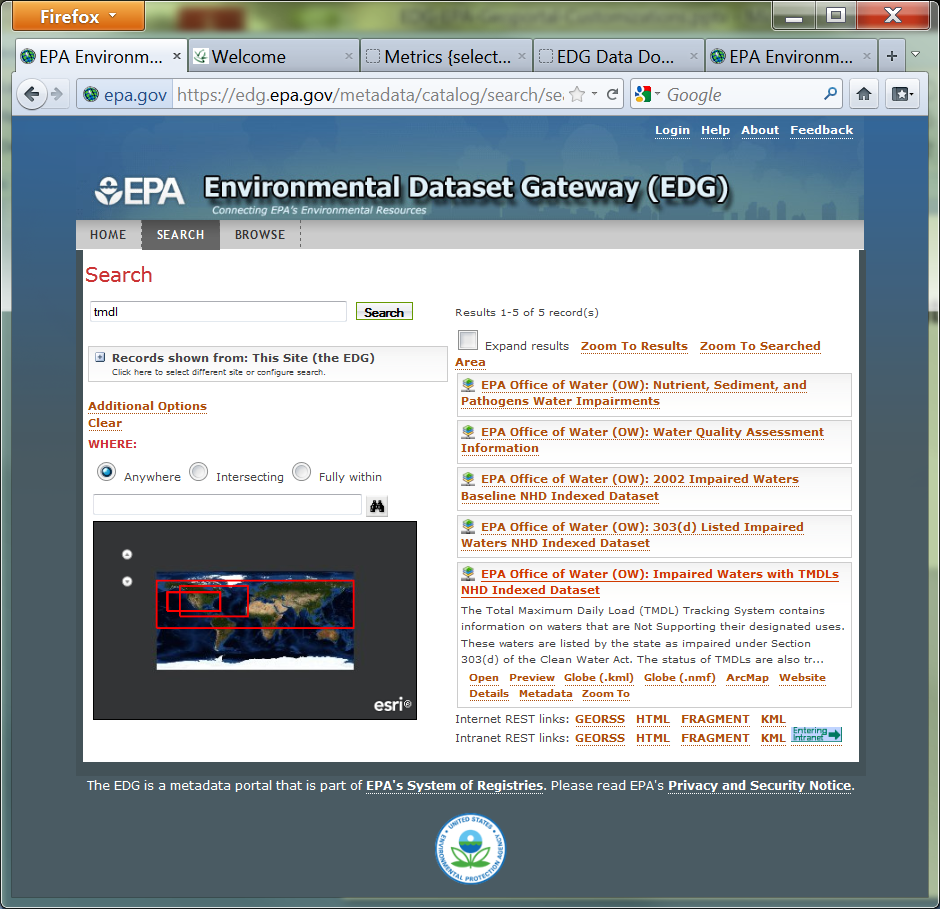 Firefox
EPA Environm...
Welcome
Metrics {select...
EDG Data Do...
EPA Environm...
epa.gov
https://edg.epa.gov/metadata/catalog/search/se
Google
Login Help About Feedback
EPA
Environmental Dataset Gateway (EDG)
Connecting EPA's Environmental Resources
HOME SEARCH BROWSE
Search
tmdl
Search
Records shown from: This Site (the EDG)
Click here to select different site or configure search.
Additional Options
Clear
WHERE:
Anywhere Intersecting Fully within
esri
Results 1-5 of 5 record(s)
Expand results Zoom To Results Zoom To Searched
Area
EPA Office of Water (OW): Nutrient, Sediment, and
Pathogens Water Impairments
EPA Office of Water (OW): Water Quality Assessment
Information
EPA Office of Water (OW): 2002 Impaired Waters
Baseline NHD Indexed Dataset
EPA Office of Water (OW): 303(d) Listed Impaired
Waters NHD Indexed Dataset
EPA Office of Water (OW): Impaired Waters with TMDLs
NHD Indexed Dataset
The Total Maximum Daily Load (TMDL) Tracking System contains
information on waters that are Not Supporting their designated uses.
These waters are listed by the state as impaired under Section
303(d) of the Clean Water Act. The status of TMDLs are also tr...
Open Preview Globe (.kml) Globe (.nmf) ArcMap Website
Details Metadata Zoom To
Internet REST links: GEORSS HTML FRAGMENT KML
Intranet REST links: GEORSS HTML FRAGMENT KML
Entering
Intranet
The EDG is a metadata portal that is part of EPA's System of Registries. Please read EPA's Privacy and Security Notice.
UNITED STATES
ENVIRONMENTAL PROTECTION AGENCY